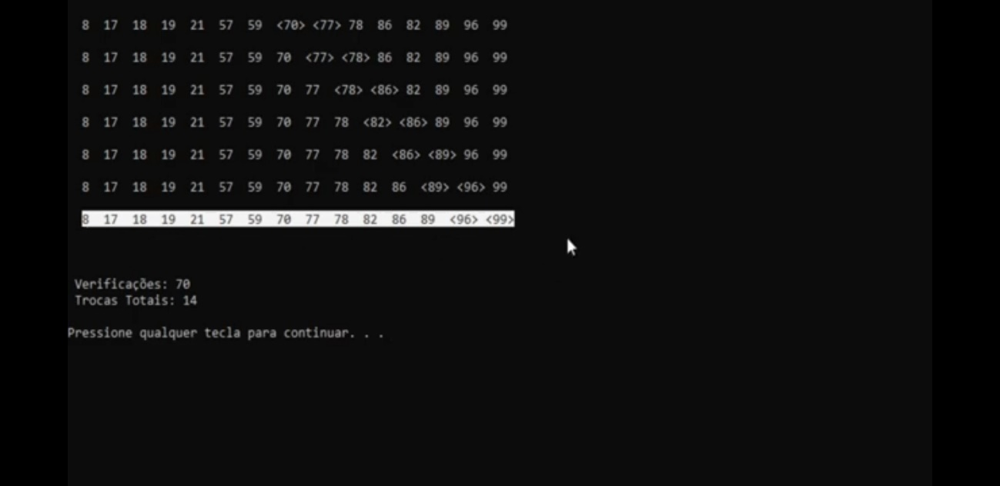 8 17 18 19 21 57 59 <70> <77> 78 86 82 89 96 99
8 17 18 19 21 57 59 70 <77> <78> 86 82 89 96 99
8 17 18 19 21 57 59 70 77 <78> <86> 82 89 96 99
8 17 18 19 21 57 59 70 77 78 <82> <86> 89 96 99
8 17 18 19 21 57 59 70 77 78 82 <86> <89> 96 99
8 17 18 19 21 57 59 70 77 78 82 86 <89> <96> 99
8 17 18 19 21 57 59 70 77 78 82 86 89 <96> <99>
Verificações: 70
Trocas Totais: 14
Pressione qualquer tecla para continuar. . .